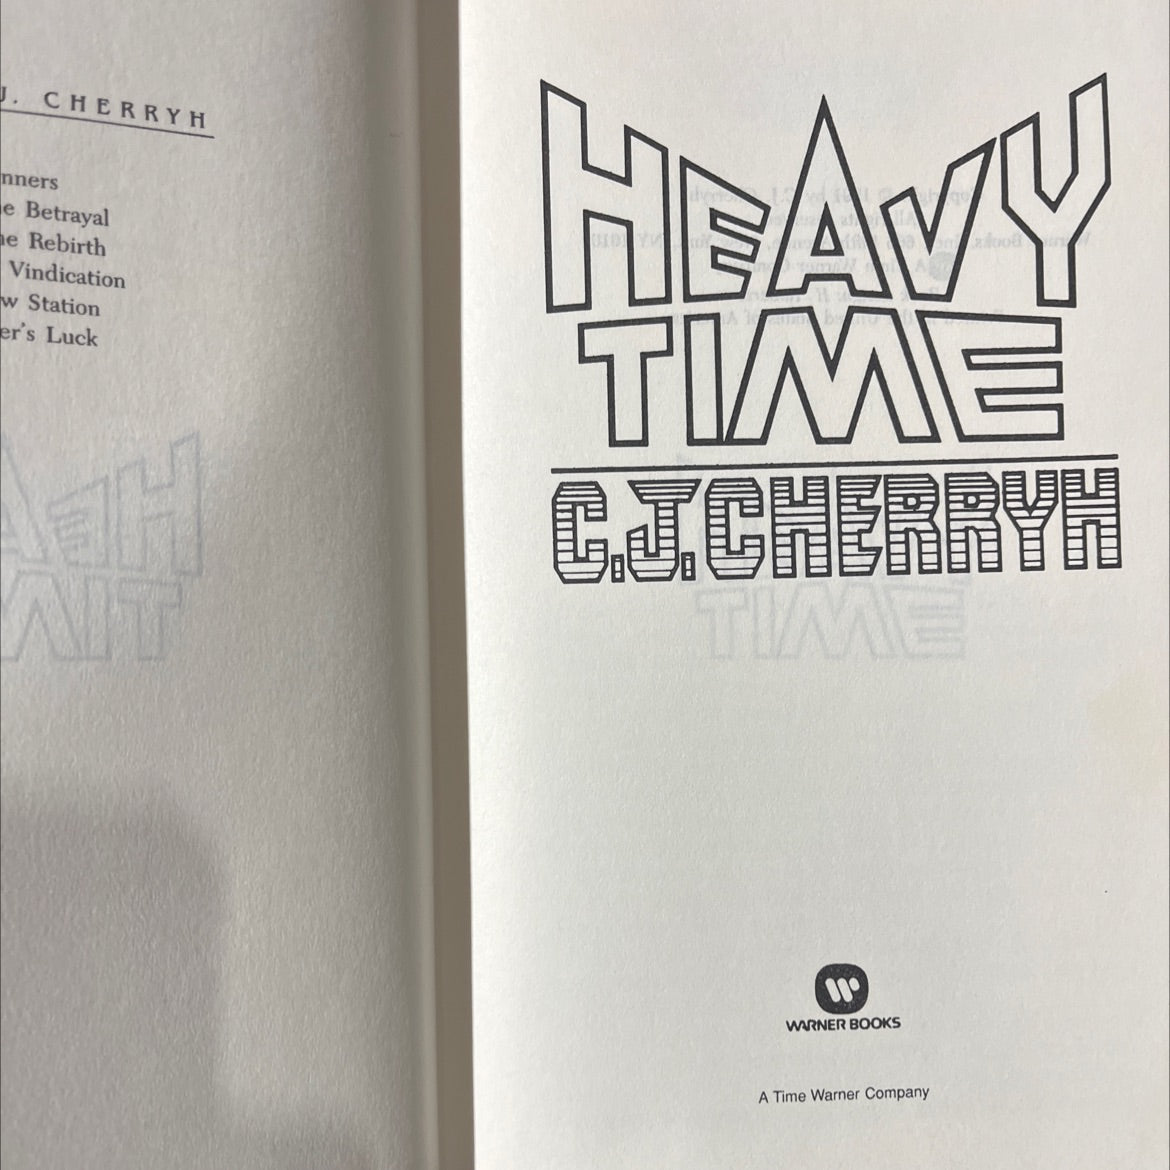 J. CHERRYH
nners
e Betrayal
e Rebirth
Vindication
w Station
er's Luck
HEAVY
TIME
C.J. CHERRYH
WARNER BOOKS
A Time Warner Company